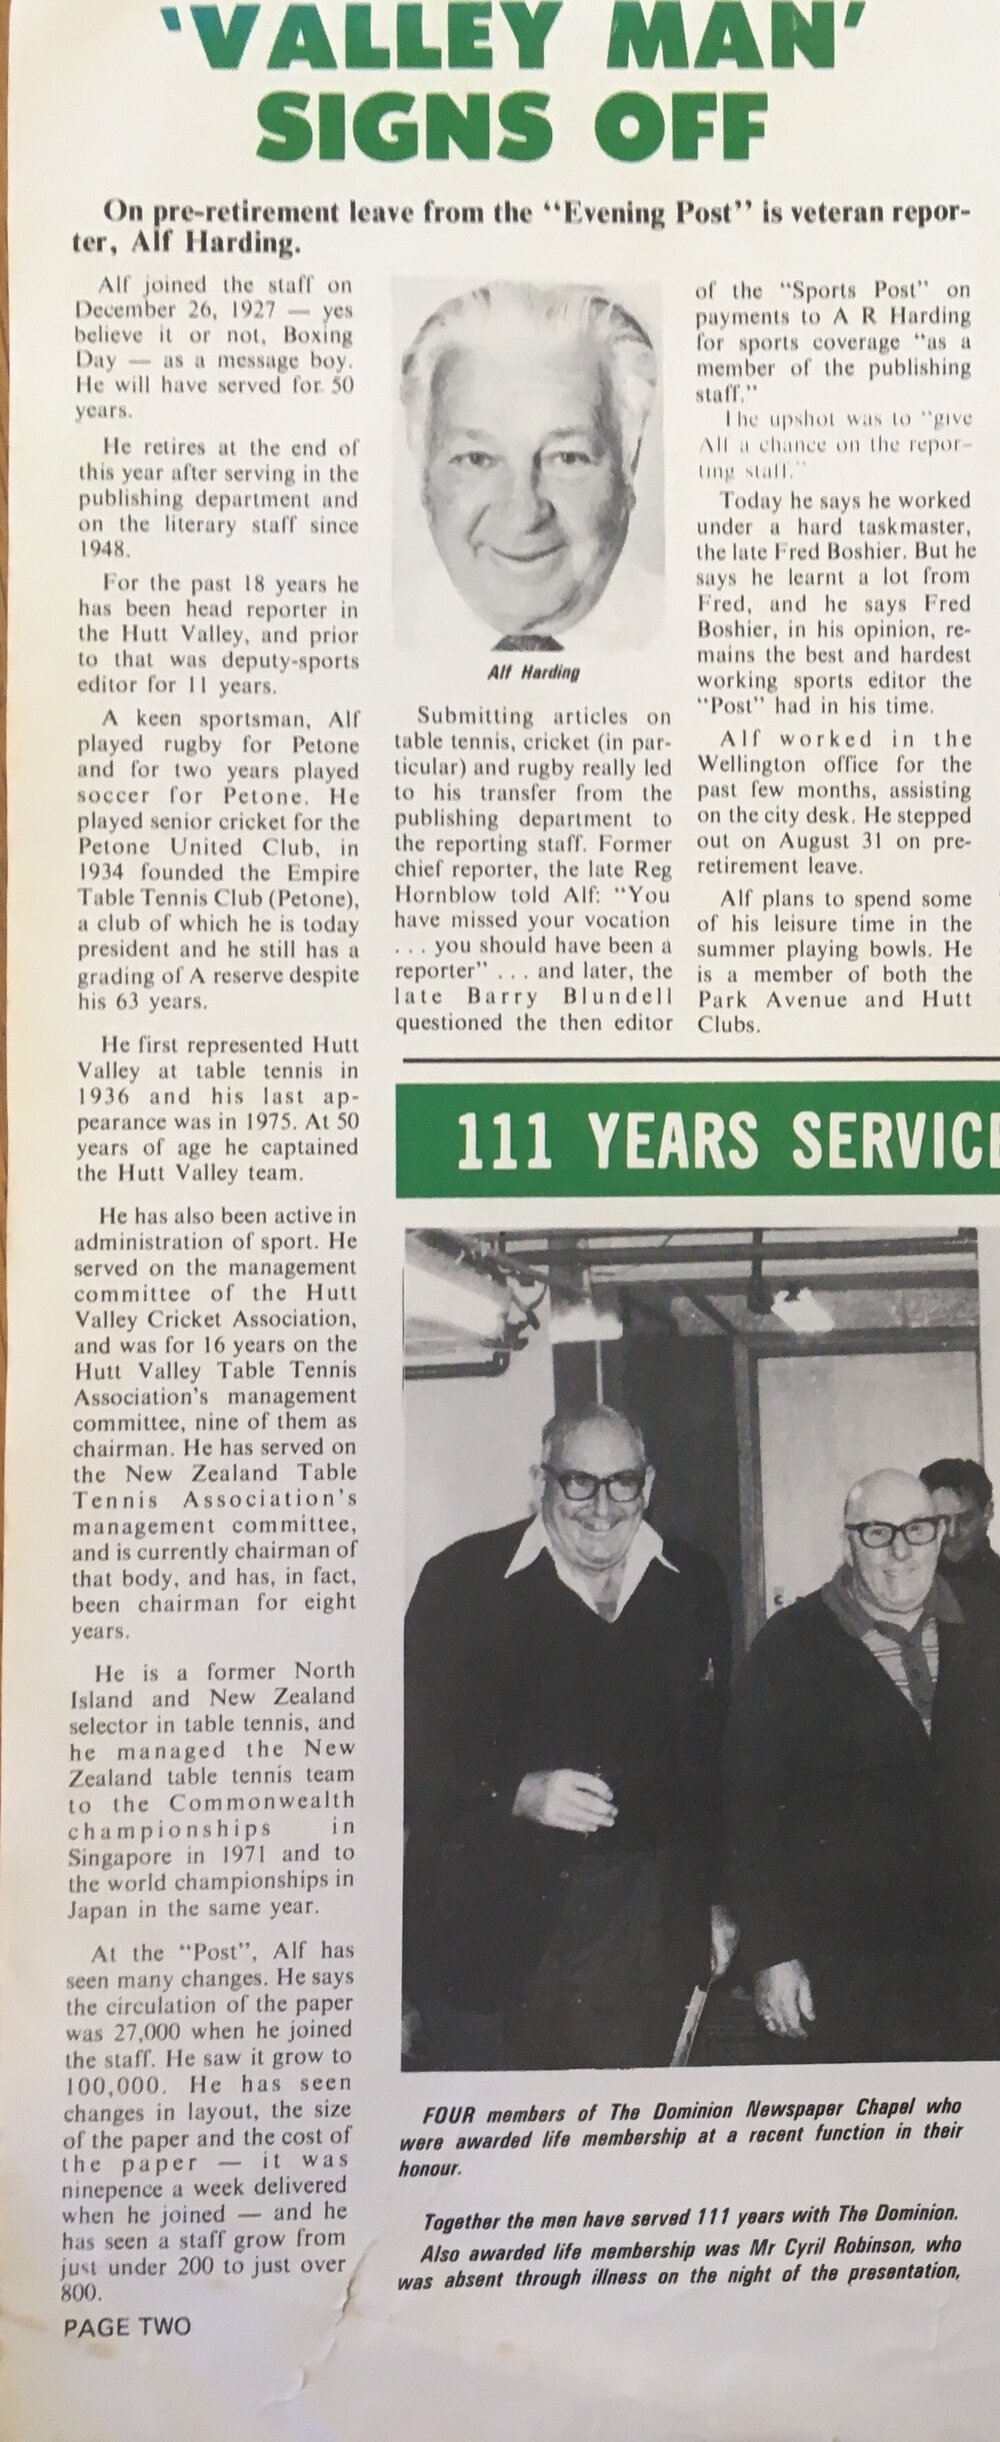 'VALLEY MAN'
SIGNS OFF
On pre-retirement leave from the "Evening Post" is veteran repor-
ter, Alf Harding.
Alf joined the staff on
December 26, 1927 — yes
believe it or not, Boxing
Day — as a message boy.
He will have served for 50
years.
He retires at the end of
this year after serving in the
publishing department and
on the literary staff since
1948.
For the past 18 years he
has been head reporter in
the Hutt Valley, and prior
to that was deputy-sports
editor for 11 years.
A keen sportsman, Alf
played rugby for Petone
and for two years played
soccer for Petone. He
played senior cricket for the
Petone United Club, in
1934 founded the Empire
Table Tennis Club (Petone),
a club of which he is today
president and he still has a
grading of A reserve despite
his 63 years.
He first represented Hutt
Valley at table tennis in
1936 and his last ap-
pearance was in 1975. At 50
years of age he captained
the Hutt Valley team.
He has also been active in
administration of sport. He
served on the management
committee of the Hutt
Valley Cricket Association,
and was for 16 years on the
Hutt Valley Table Tennis
Association's management
committee, nine of them as
chairman. He has served on
the New Zealand Table
Tennis Association's
management committee,
and is currently chairman of
that body, and has, in fact,
been chairman for eight
years.
He is a former North
Island and New Zealand
selector in table tennis, and
he managed the New
Zealand table tennis team
to the Commonwealth
championships in
Singapore in 1971 and to
the world championships in
Japan in the same year.
At the "Post", Alf has
seen many changes. He says
the circulation of the paper
was 27,000 when he joined
the staff. He saw it grow to
100,000. He has seen
changes in layout, the size
of the paper and the cost of
the paper — it was
ninepence a week delivered
when he joined — and he
has seen a staff grow from
just under 200 to just over
800.
PAGE TWO
Alf Harding
Submitting articles on
table tennis, cricket (in par-
ticular) and rugby really led
to his transfer from the
publishing department to
the reporting staff. Former
chief reporter, the late Reg
Hornblow told Alf: "You
have missed your vocation
. . . you should have been a
reporter" . . . and later, the
late Barry Blundell
questioned the then editor
of the "Sports Post" on
payments to A R Harding
for sports coverage "as a
member of the publishing
staff."
The upshot was to "give
Alf a chance on the repor-
ting staff."
Today he says he worked
under a hard taskmaster,
the late Fred Boshier. But he
says he learnt a lot from
Fred, and he says Fred
Boshier, in his opinion, re-
mains the best and hardest
working sports editor the
"Post" had in his time.
Alf worked in the
Wellington office for the
past few months, assisting
on the city desk. He stepped
out on August 31 on pre-
retirement leave.
Alf plans to spend some
of his leisure time in the
summer playing bowls. He
is a member of both the
Park Avenue and Hutt
Clubs.
111 YEARS SERVICE
FOUR members of The Dominion Newspaper Chapel who
were awarded life membership at a recent function in their
honour.
Together the men have served 111 years with The Dominion.
Also awarded life membership was Mr Cyril Robinson, who
was absent through illness on the night of the presentation,